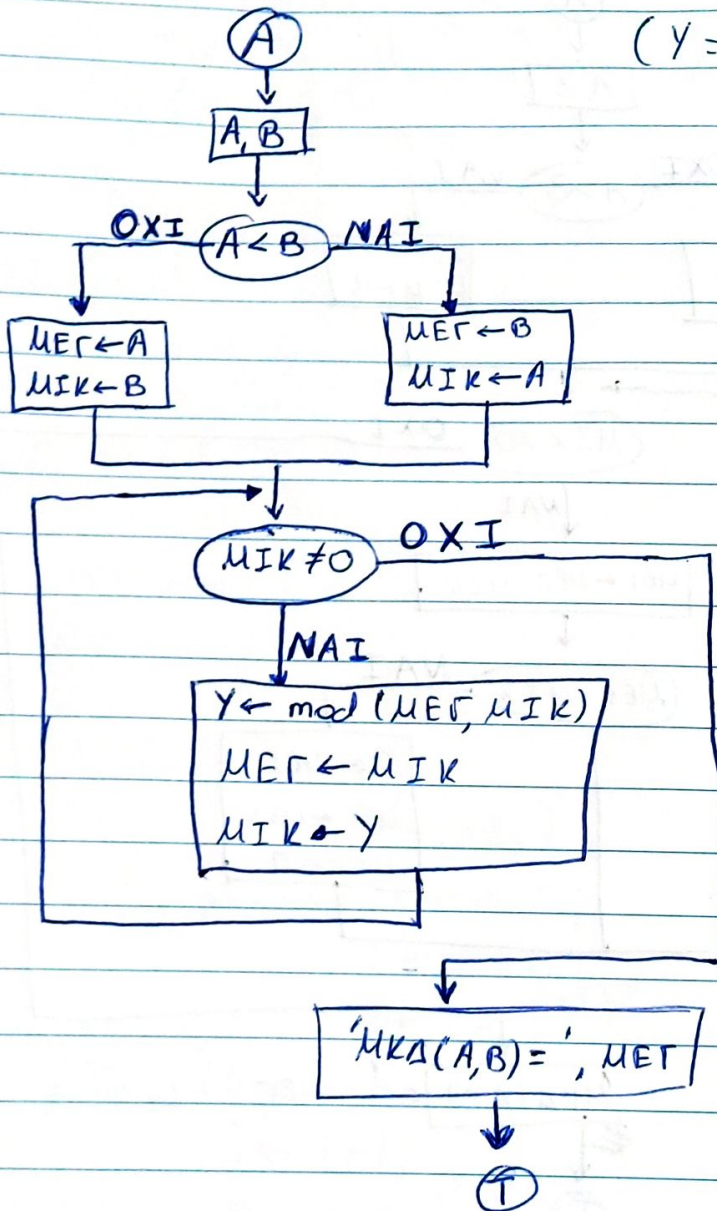 (Y =
A
A, B
ΟΧΙ A < B ΝΑΙ
ΜΕΓ ← A
ΜΙΚ ← B
ΜΕΓ ← B
ΜΙΚ ← A
ΜΙΚ ≠ 0 ΟΧΙ
ΝΑΙ
Y ← mod (ΜΕΓ, ΜΙΚ)
ΜΕΓ ← ΜΙΚ
ΜΙΚ ← Y
'ΜΚΔ(A,B) = ', ΜΕΓ
Τ